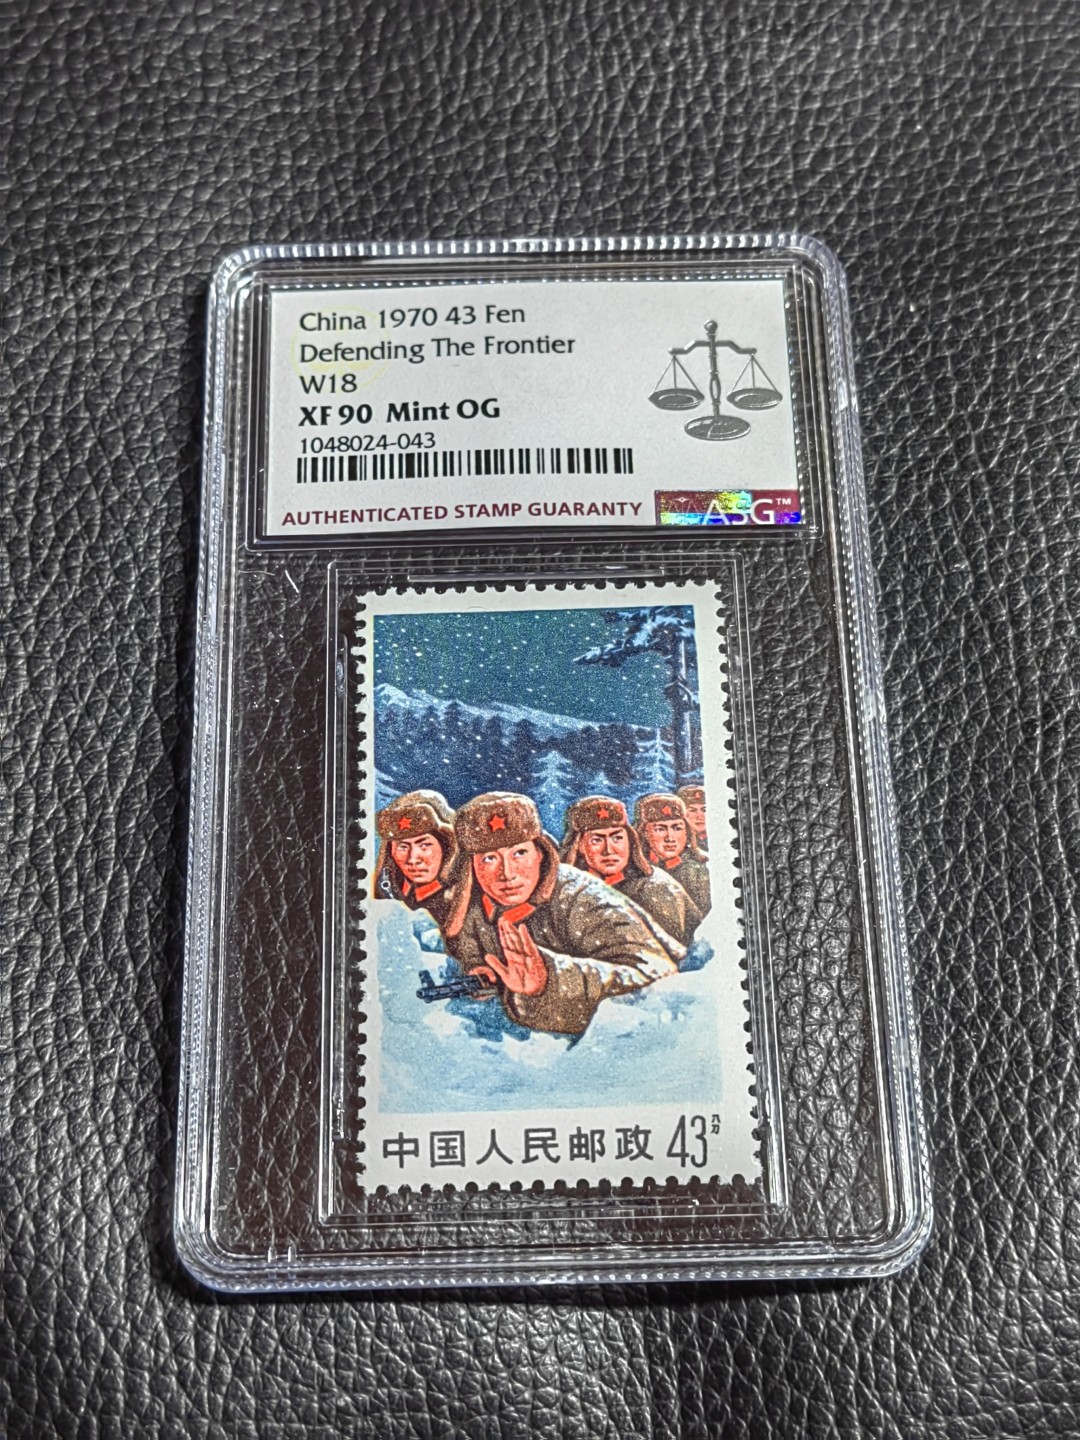 China 1970 43 Fen
Defending The Frontier
W18
XF 90 Mint OG
1048024-043
AUTHENTICATED STAMP GUARANTY
ASG™
中国人民邮政 43分